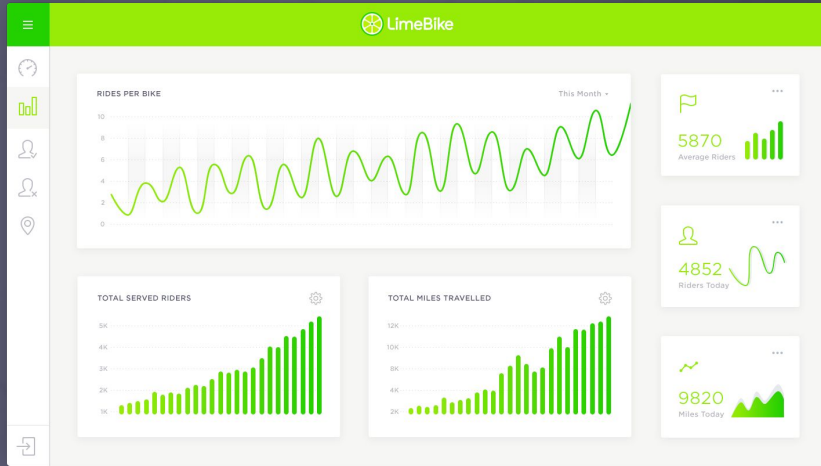 LimeBike
RIDES PER BIKE
This Month
10
8
6
4
2
0
5870
Average Riders
4852
Riders Today
9820
Miles Today
TOTAL SERVED RIDERS
5K
4K
3K
2K
1K
TOTAL MILES TRAVELLED
12K
10K
8K
4K
2K